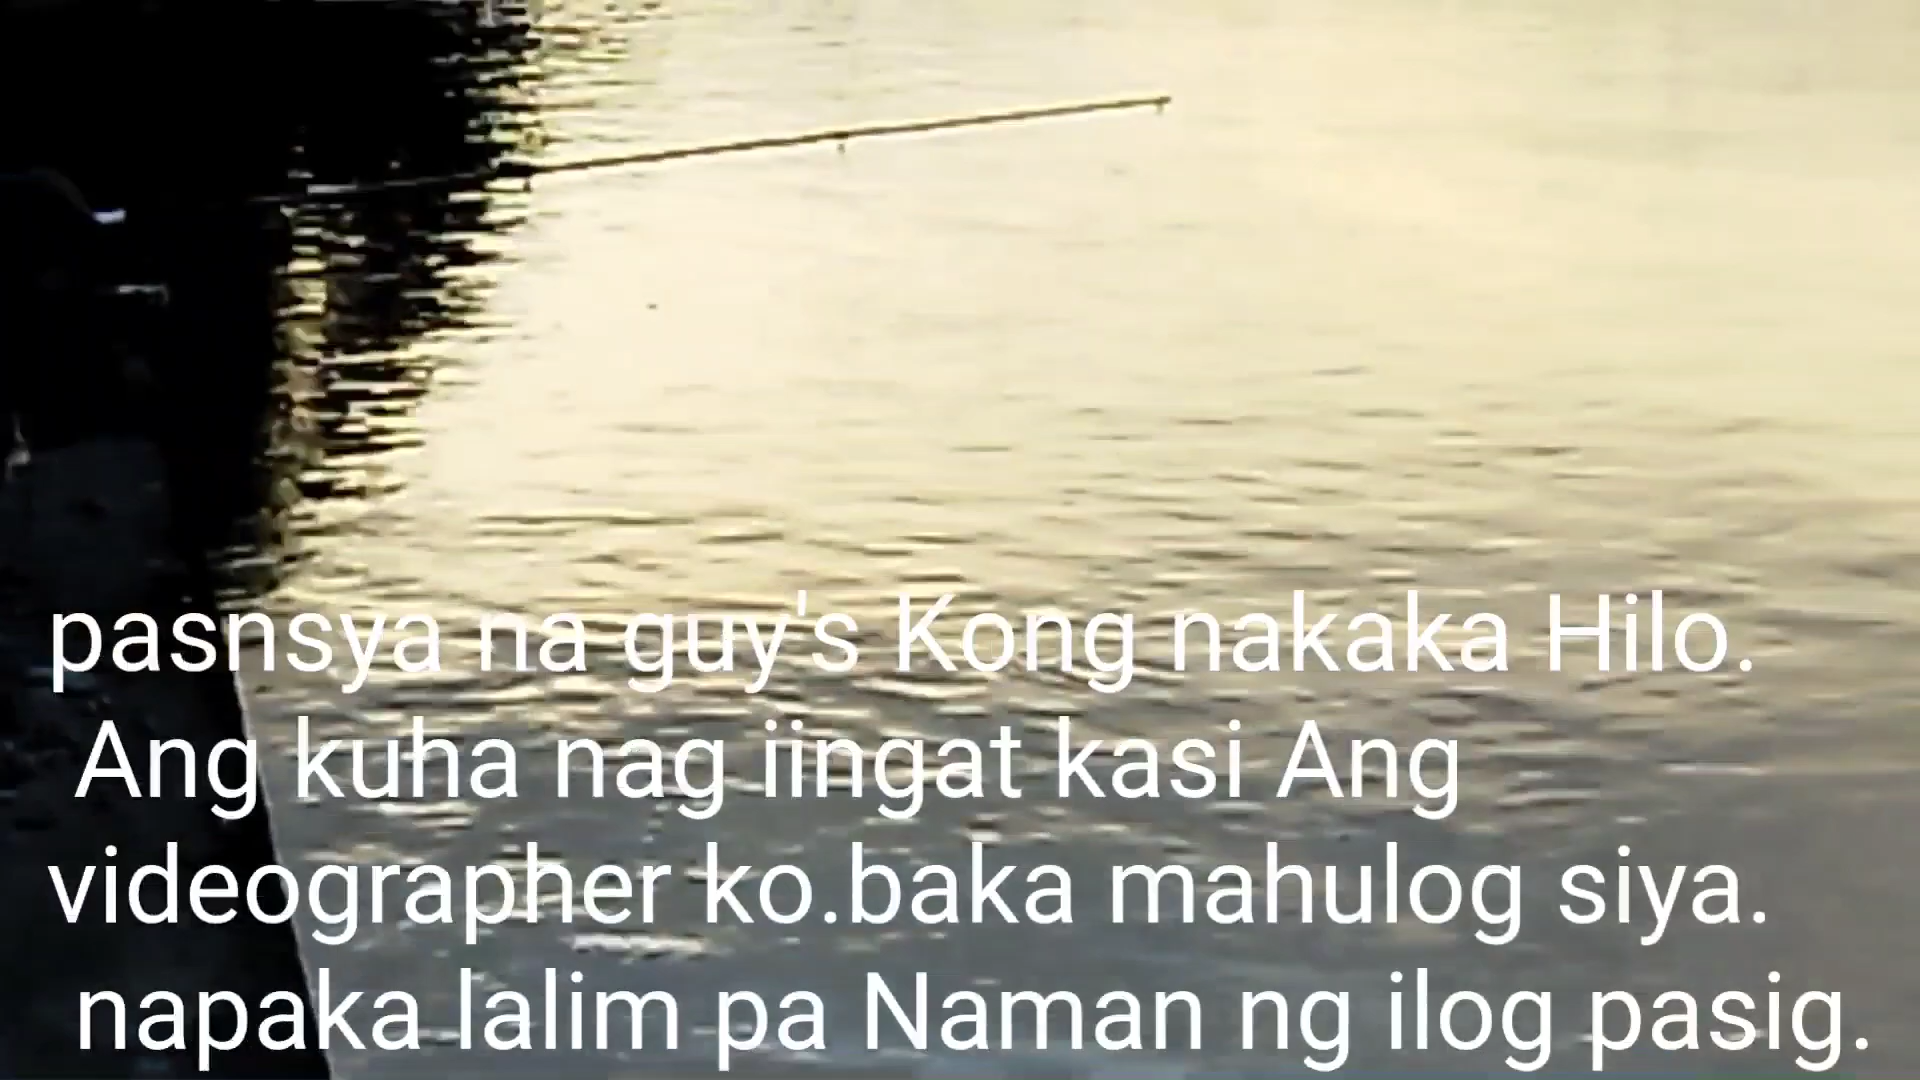 pasnsya na guy's Kong nakaka Hilo.
Ang kuha nag iingat kasi Ang
videographer ko.baka mahulog siya.
napaka lalim pa Naman ng ilog pasig.